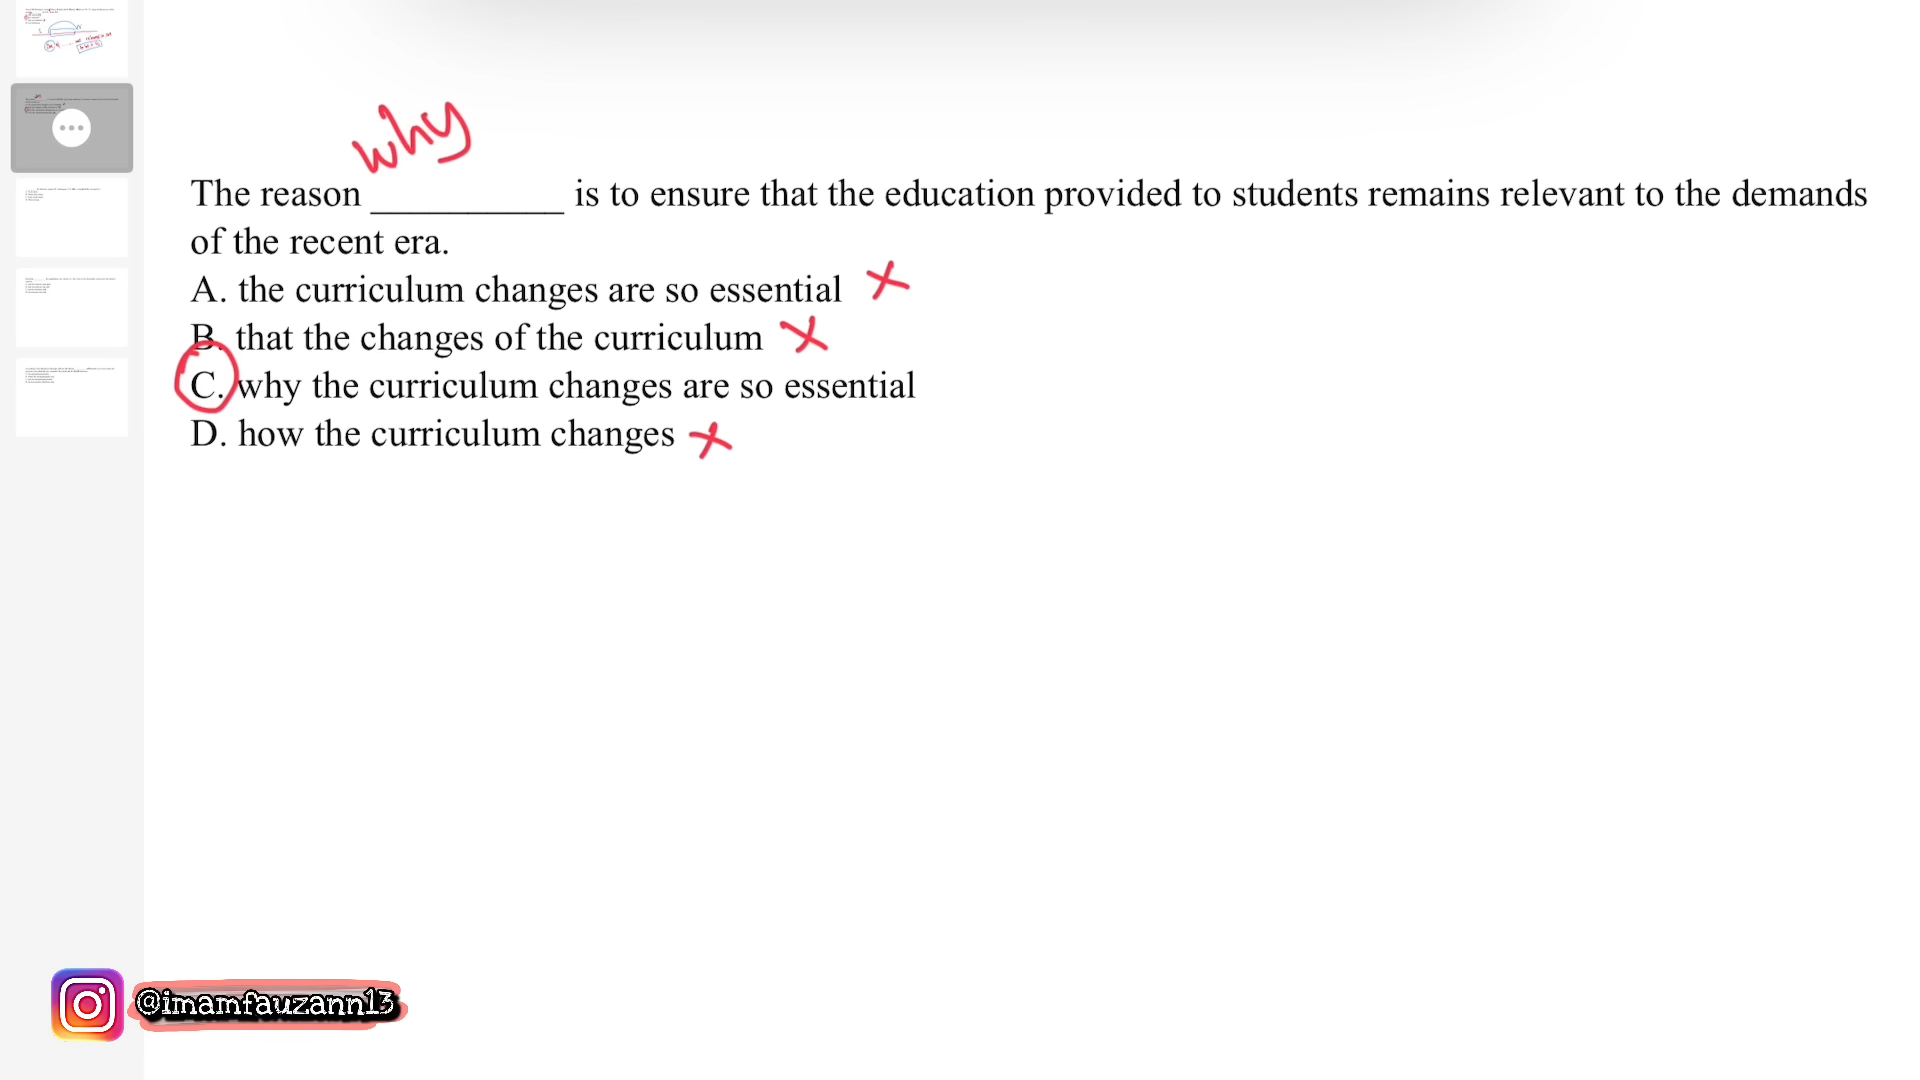 why
The reason __________ is to ensure that the education provided to students remains relevant to the demands
of the recent era.
A. the curriculum changes are so essential
B. that the changes of the curriculum
C. why the curriculum changes are so essential
D. how the curriculum changes
@imamfauzann13